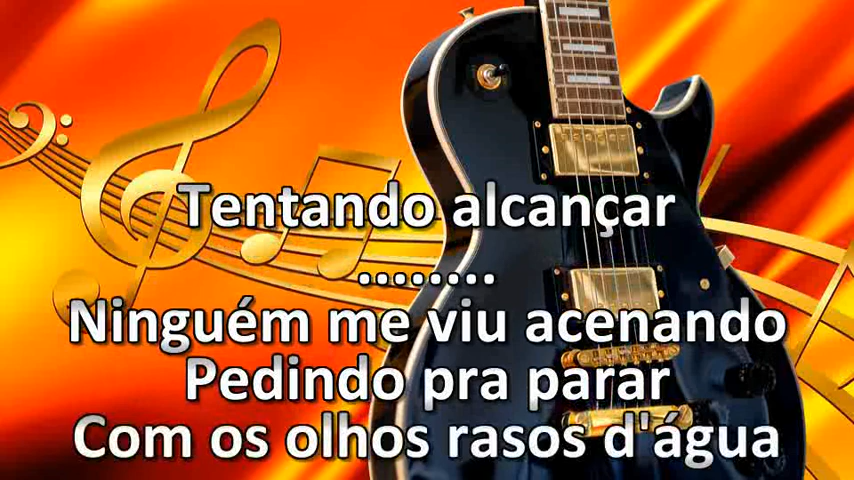 Tentando alcançar
........
Ninguém me viu acenando
Pedindo pra parar
Com os olhos rasos d'água